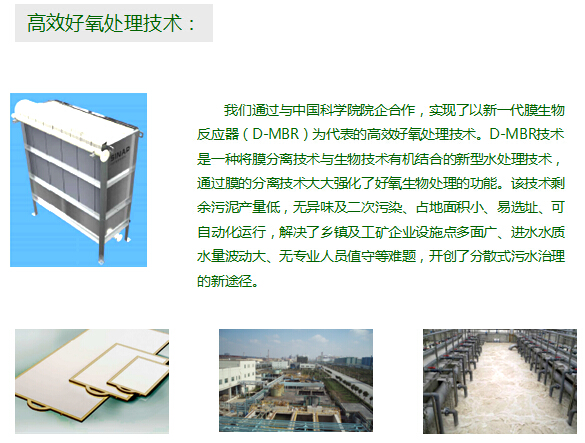 高效好氧处理技术：
SINAP
我们通过与中国科学院院企合作，实现了以新一代膜生物
反应器（D-MBR）为代表的高效好氧处理技术。D-MBR技术
是一种将膜分离技术与生物技术有机结合的新型水处理技术，
通过膜的分离技术大大强化了好氧生物处理的功能。该技术剩
余污泥产量低，无异味及二次污染、占地面积小、易选址、可
自动化运行，解决了乡镇及工矿企业设施点多面广、进水水质
水量波动大、无专业人员值守等难题，开创了分散式污水治理
的新途径。